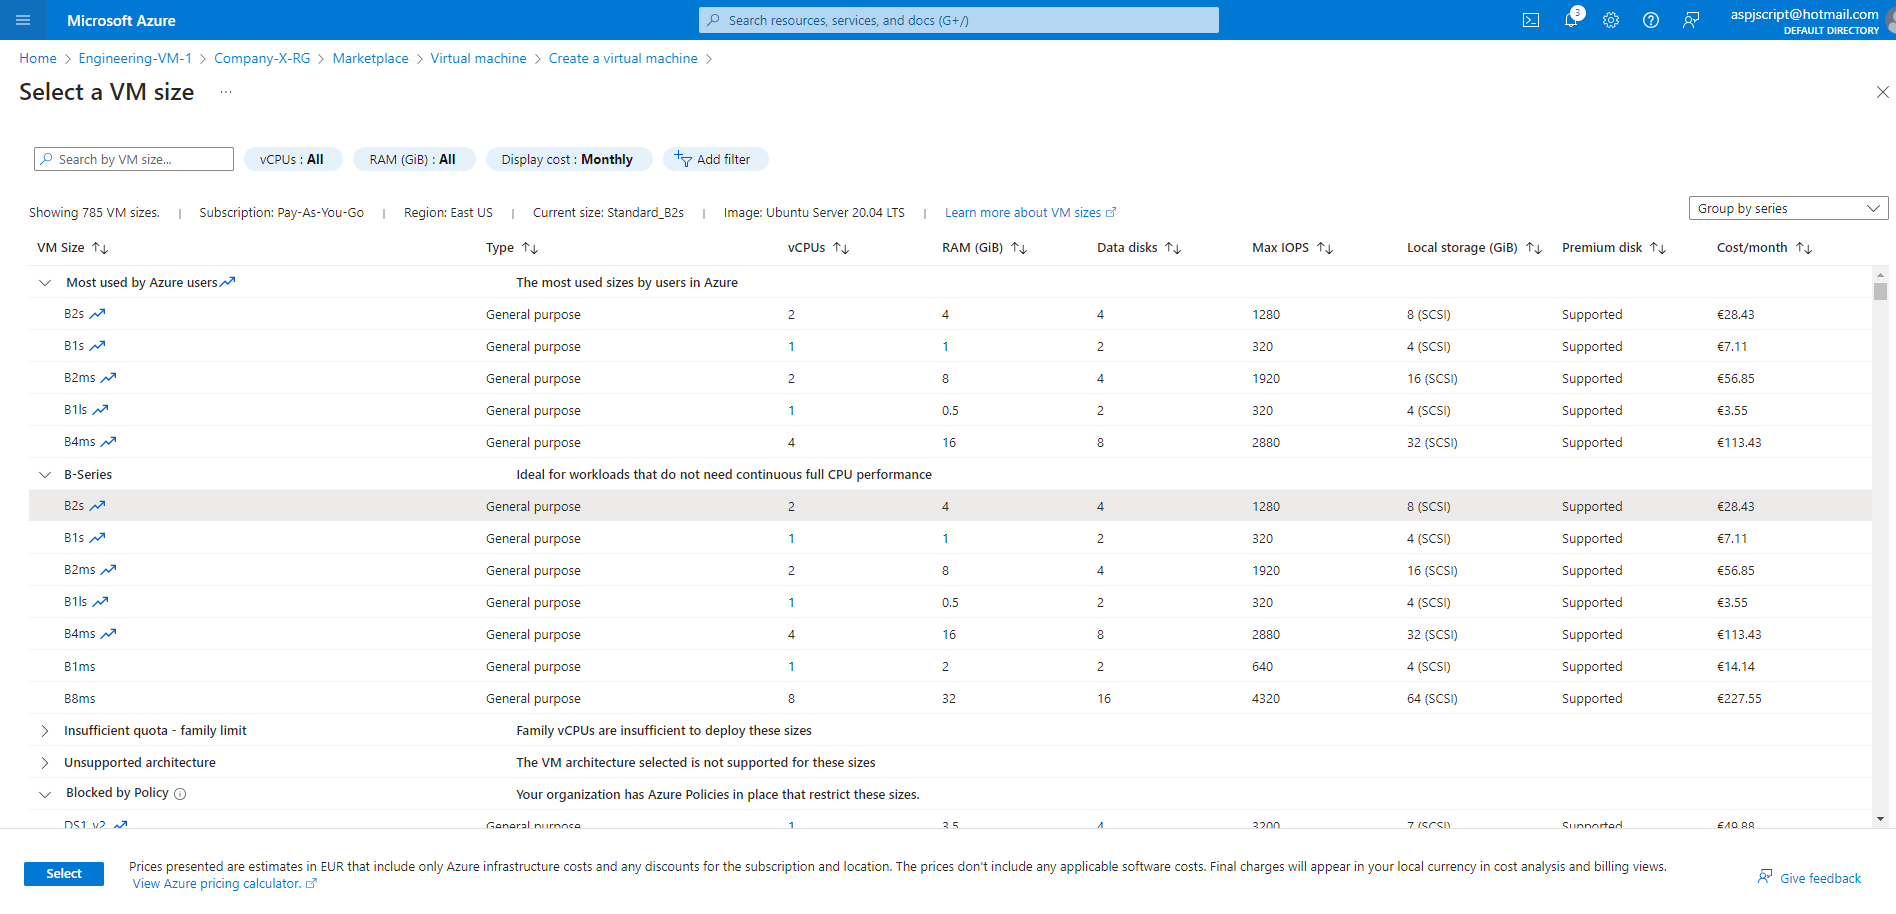 Microsoft Azure
Search resources, services, and docs (G+/)
3
aspjscript@hotmail.com
DEFAULT DIRECTORY
Home > Engineering-VM-1 > Company-X-RG > Marketplace > Virtual machine > Create a virtual machine >
Select a VM size ...
Search by VM size...
vCPUs : All
RAM (GiB) : All
Display cost : Monthly
Add filter
Showing 785 VM sizes. | Subscription: Pay-As-You-Go | Region: East US | Current size: Standard_B2s | Image: Ubuntu Server 20.04 LTS | Learn more about VM sizes
Group by series
VM Size Type vCPUs RAM (GiB) Data disks Max IOPS Local storage (GiB) Premium disk Cost/month
Most used by Azure users The most used sizes by users in Azure
B2s General purpose 2 4 4 1280 8 (SCSI) Supported €28.43
B1s General purpose 1 1 2 320 4 (SCSI) Supported €7.11
B2ms General purpose 2 8 4 1920 16 (SCSI) Supported €56.85
B1ls General purpose 1 0.5 2 320 4 (SCSI) Supported €3.55
B4ms General purpose 4 16 8 2880 32 (SCSI) Supported €113.43
B-Series Ideal for workloads that do not need continuous full CPU performance
B2s General purpose 2 4 4 1280 8 (SCSI) Supported €28.43
B1s General purpose 1 1 2 320 4 (SCSI) Supported €7.11
B2ms General purpose 2 8 4 1920 16 (SCSI) Supported €56.85
B1ls General purpose 1 0.5 2 320 4 (SCSI) Supported €3.55
B4ms General purpose 4 16 8 2880 32 (SCSI) Supported €113.43
B1ms General purpose 1 2 2 640 4 (SCSI) Supported €14.14
B8ms General purpose 8 32 16 4320 64 (SCSI) Supported €227.55
Insufficient quota - family limit Family vCPUs are insufficient to deploy these sizes
Unsupported architecture The VM architecture selected is not supported for these sizes
Blocked by Policy Your organization has Azure Policies in place that restrict these sizes.
DS1_v2 General purpose 1 3.5 4 3200 7 (SCSI) Supported €49.88
Select
Prices presented are estimates in EUR that include only Azure infrastructure costs and any discounts for the subscription and location. The prices don't include any applicable software costs. Final charges will appear in your local currency in cost analysis and billing views.
View Azure pricing calculator.
Give feedback